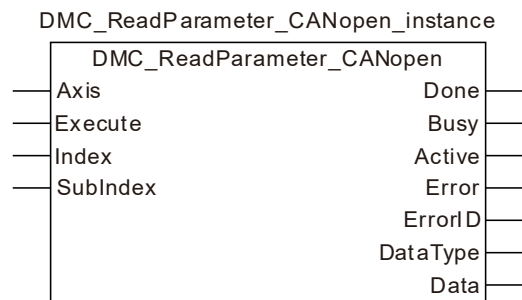 DMC_ReadParameter_CANopen_instance
DMC_ReadParameter_CANopen
Axis Done
Execute Busy
Index Active
SubIndex Error
ErrorID
DataType
Data